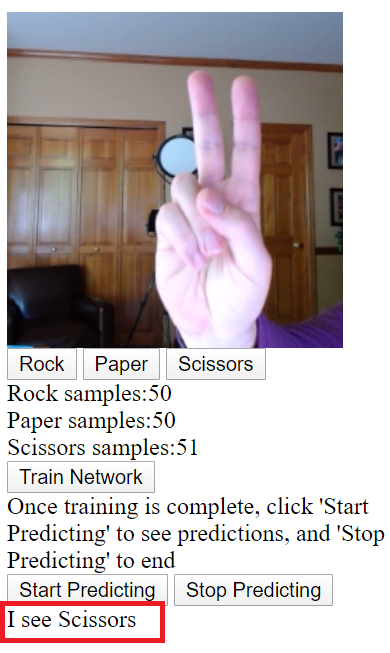 Rock Paper Scissors
Rock samples:50
Paper samples:50
Scissors samples:51
Train Network
Once training is complete, click 'Start
Predicting' to see predictions, and 'Stop
Predicting' to end
Start Predicting Stop Predicting
I see Scissors